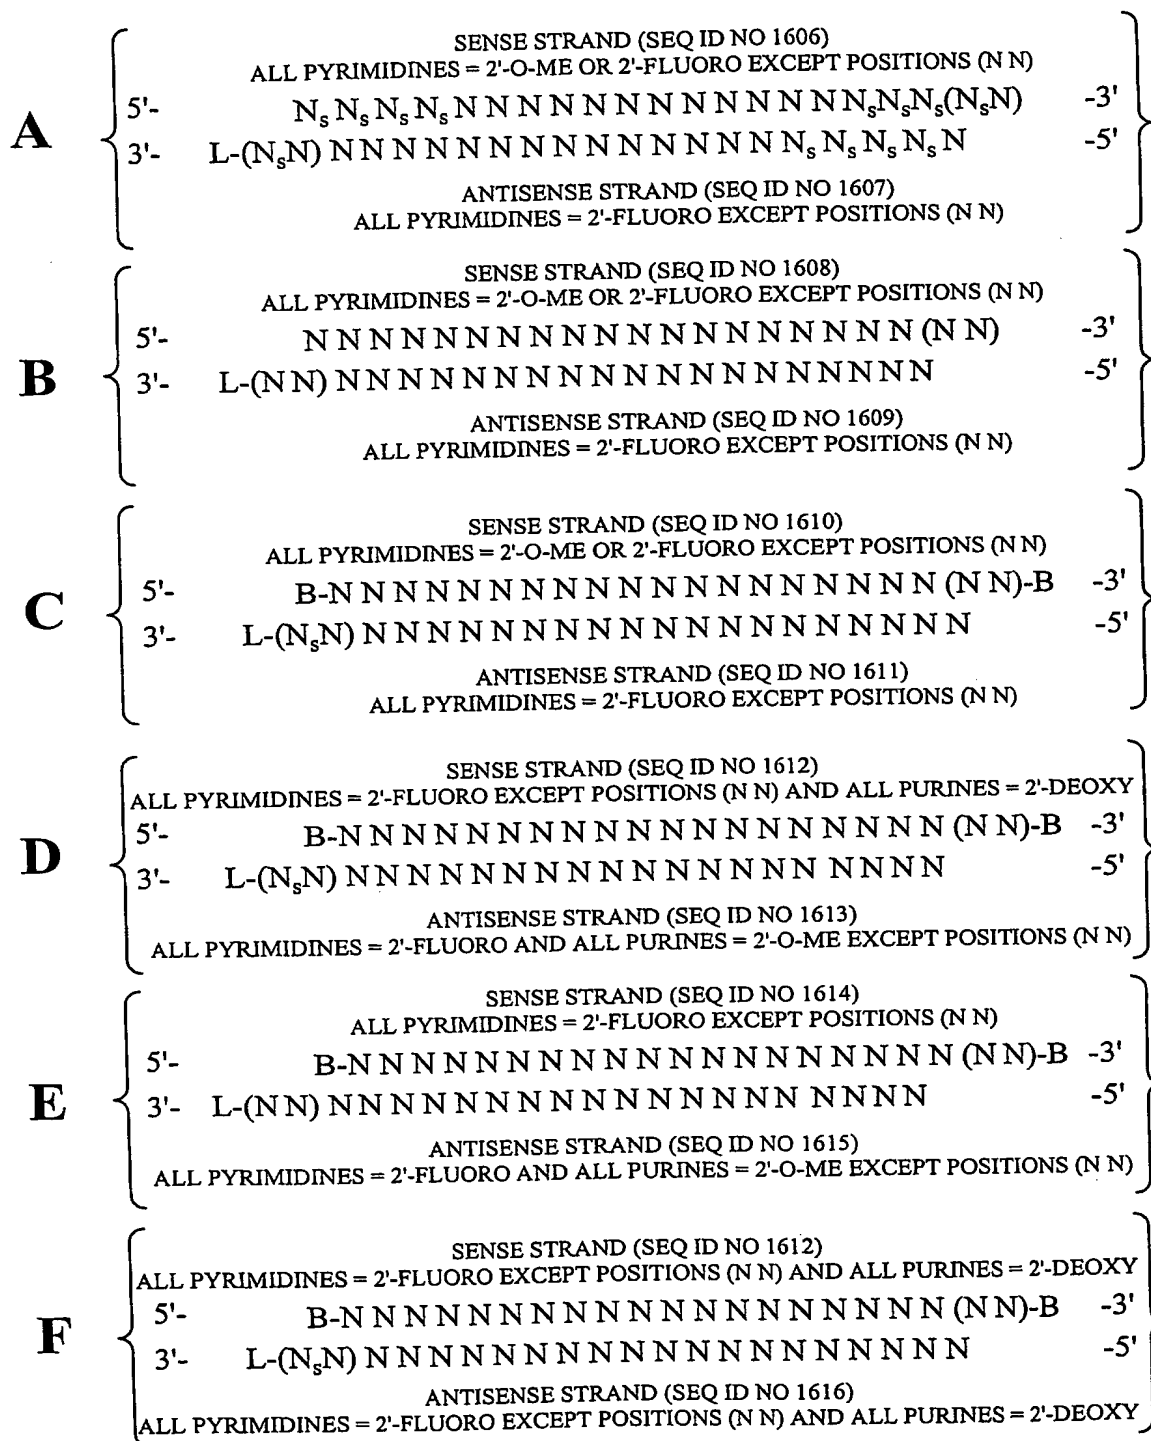 SENSE STRAND (SEQ ID NO 1606)
ALL PYRIMIDINES = 2'-O-ME OR 2'-FLUORO EXCEPT POSITIONS (N N)
5'- NₛNₛNₛNₛN N N N N N N N N N N N N NₛNₛNₛ(NₛN) -3'
A
3'- L-(NₛN) N N N N N N N N N N N N N N NₛNₛNₛNₛN -5'
ANTISENSE STRAND (SEQ ID NO 1607)
ALL PYRIMIDINES = 2'-FLUORO EXCEPT POSITIONS (N N)
SENSE STRAND (SEQ ID NO 1608)
ALL PYRIMIDINES = 2'-O-ME OR 2'-FLUORO EXCEPT POSITIONS (N N)
5'- N N N N N N N N N N N N N N N N N N N (N N) -3'
B
3'- L-(N N) N N N N N N N N N N N N N N N N N N N -5'
ANTISENSE STRAND (SEQ ID NO 1609)
ALL PYRIMIDINES = 2'-FLUORO EXCEPT POSITIONS (N N)
SENSE STRAND (SEQ ID NO 1610)
ALL PYRIMIDINES = 2'-O-ME OR 2'-FLUORO EXCEPT POSITIONS (N N)
5'- B-N N N N N N N N N N N N N N N N N N N (N N)-B -3'
C
3'- L-(NₛN) N N N N N N N N N N N N N N N N N N N -5'
ANTISENSE STRAND (SEQ ID NO 1611)
ALL PYRIMIDINES = 2'-FLUORO EXCEPT POSITIONS (N N)
SENSE STRAND (SEQ ID NO 1612)
ALL PYRIMIDINES = 2'-FLUORO EXCEPT POSITIONS (N N) AND ALL PURINES = 2'-DEOXY
5'- B-N N N N N N N N N N N N N N N N N N N (N N)-B -3'
D
3'- L-(NₛN) N N N N N N N N N N N N N N N N N N N -5'
ANTISENSE STRAND (SEQ ID NO 1613)
ALL PYRIMIDINES = 2'-FLUORO AND ALL PURINES = 2'-O-ME EXCEPT POSITIONS (N N)
SENSE STRAND (SEQ ID NO 1614)
ALL PYRIMIDINES = 2'-FLUORO EXCEPT POSITIONS (N N)
5'- B-N N N N N N N N N N N N N N N N N N N (N N)-B -3'
E
3'- L-(N N) N N N N N N N N N N N N N N N N N N N -5'
ANTISENSE STRAND (SEQ ID NO 1615)
ALL PYRIMIDINES = 2'-FLUORO AND ALL PURINES = 2'-O-ME EXCEPT POSITIONS (N N)
SENSE STRAND (SEQ ID NO 1612)
ALL PYRIMIDINES = 2'-FLUORO EXCEPT POSITIONS (N N) AND ALL PURINES = 2'-DEOXY
5'- B-N N N N N N N N N N N N N N N N N N N (N N)-B -3'
F
3'- L-(NₛN) N N N N N N N N N N N N N N N N N N N -5'
ANTISENSE STRAND (SEQ ID NO 1616)
ALL PYRIMIDINES = 2'-FLUORO EXCEPT POSITIONS (N N) AND ALL PURINES = 2'-DEOXY